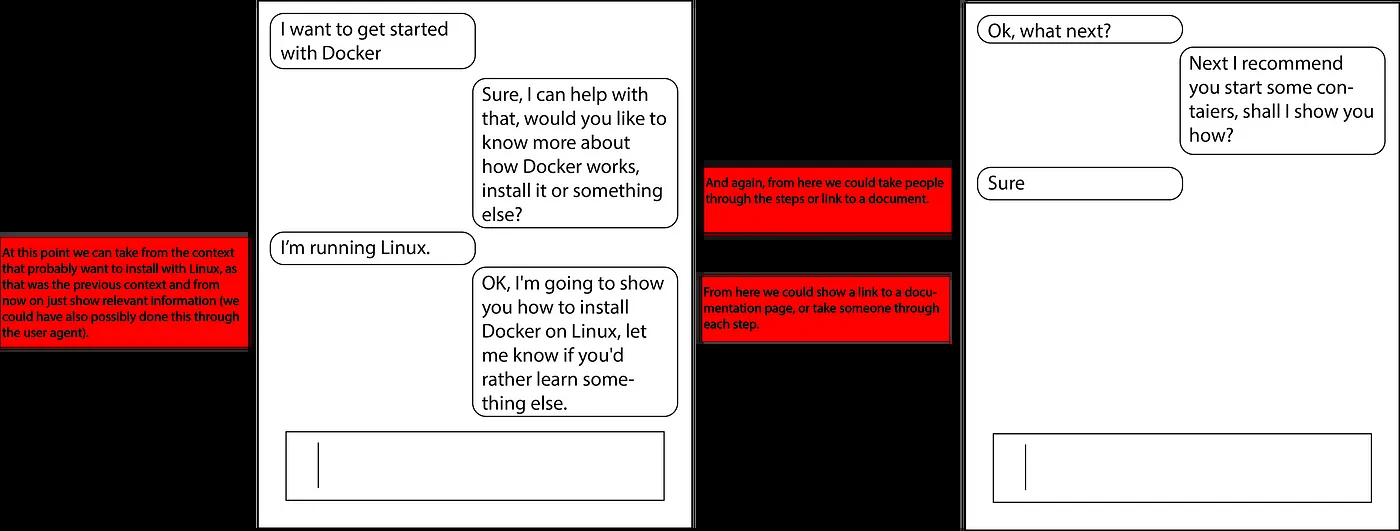 At this point we can take from the context
that probably want to install with Linux, as
that was the previous context and from
now on just show relevant information (we
could have also possibly done this through
the user agent).
I want to get started
with Docker
Sure, I can help with
that, would you like to
know more about
how Docker works,
install it or something
else?
I’m running Linux.
OK, I'm going to show
you how to install
Docker on Linux, let
me know if you'd
rather learn some-
thing else.
And again, from here we could take people
through the steps or link to a document.
From here we could show a link to a docu-
mentation page, or take someone through
each step.
Ok, what next?
Next I recommend
you start some con-
taiers, shall I show you
how?
Sure